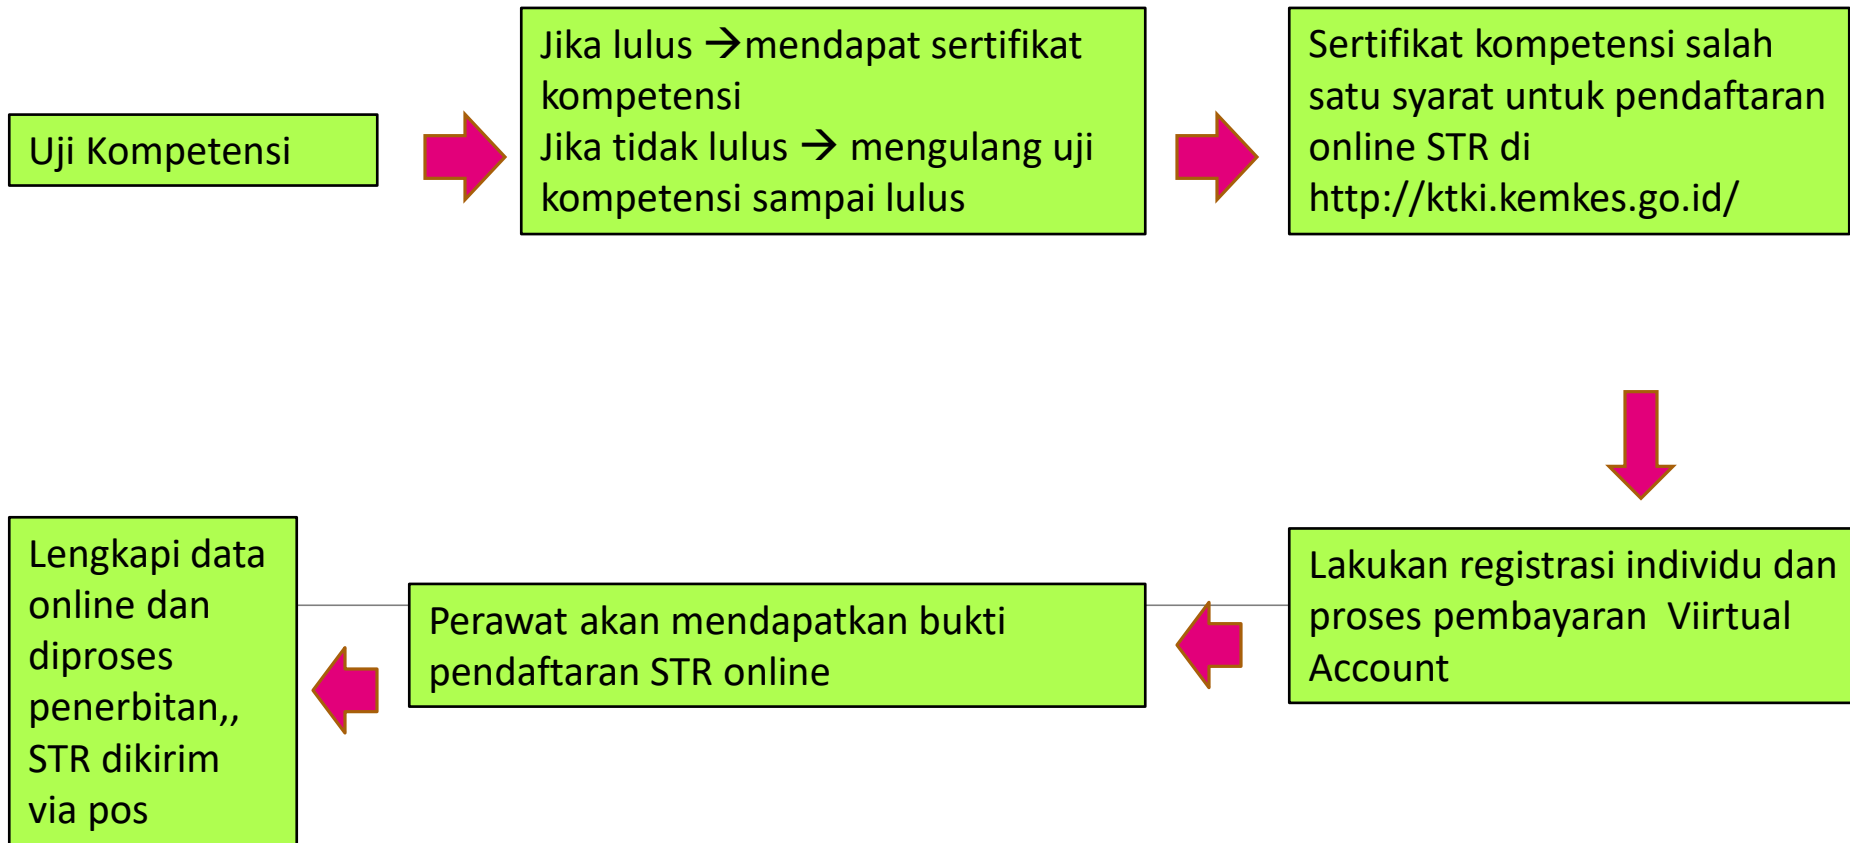 Uji Kompetensi
Jika lulus →mendapat sertifikat
kompetensi
Jika tidak lulus → mengulang uji
kompetensi sampai lulus
Sertifikat kompetensi salah
satu syarat untuk pendaftaran
online STR di
http://ktki.kemkes.go.id/
Lakukan registrasi individu dan
proses pembayaran  Viirtual
Account
Perawat akan mendapatkan bukti
pendaftaran STR online
Lengkapi data
online dan
diproses
penerbitan,,
STR dikirim
via pos